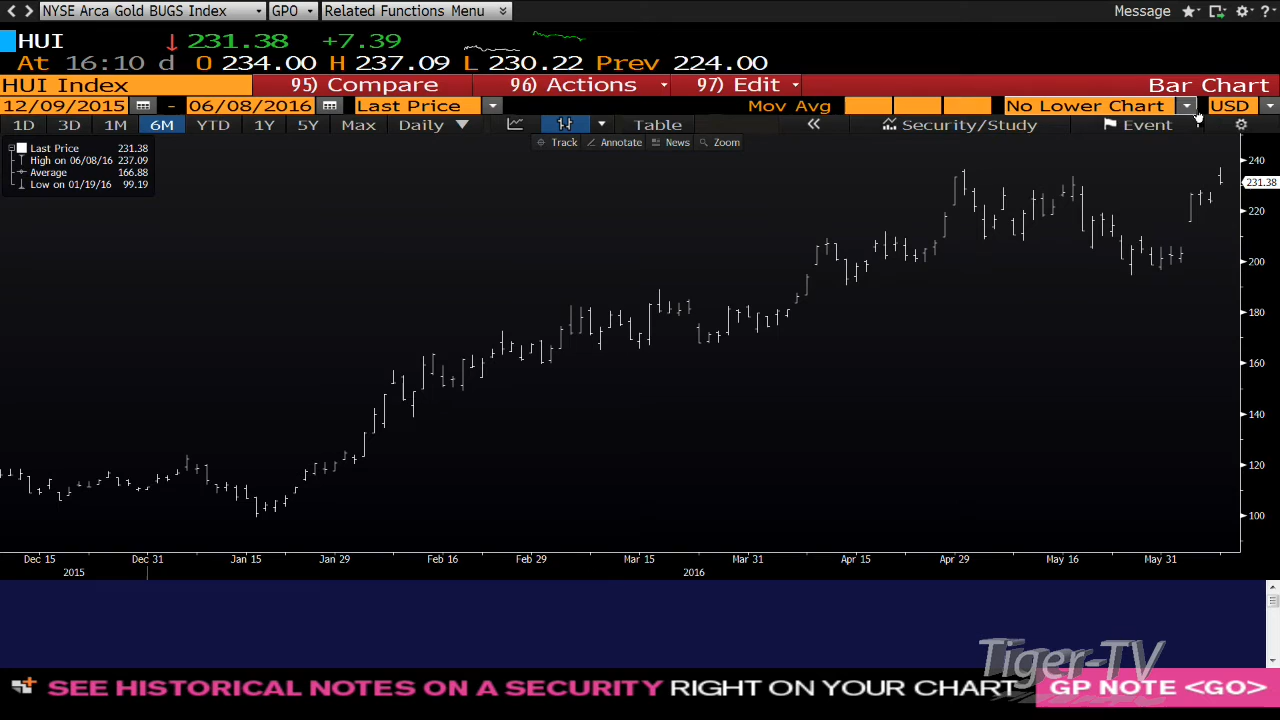 NYSE Arca Gold BUGS Index GPO Related Functions Menu Message ?
HUI ↓ 231.38 +7.39
At 16:10 d O 234.00 H 237.09 L 230.22 Prev 224.00
HUI Index 95) Compare 96) Actions 97) Edit Bar Chart
12/09/2015 - 06/08/2016 Last Price Mov Avg No Lower Chart USD
1D 3D 1M 6M YTD 1Y 5Y Max Daily Table « Security/Study Event
Track Annotate News Zoom
Last Price 231.38
High on 06/08/16 237.09
Average 166.88
Low on 01/19/16 99.19
240
231.38
220
200
180
160
140
120
100
Dec 15 Dec 31 Jan 15 Jan 29 Feb 16 Feb 29 Mar 15 Mar 31 Apr 15 Apr 29 May 16 May 31
2015 2016
Tiger-TV
SEE HISTORICAL NOTES ON A SECURITY RIGHT ON YOUR CHART GP NOTE <GO>